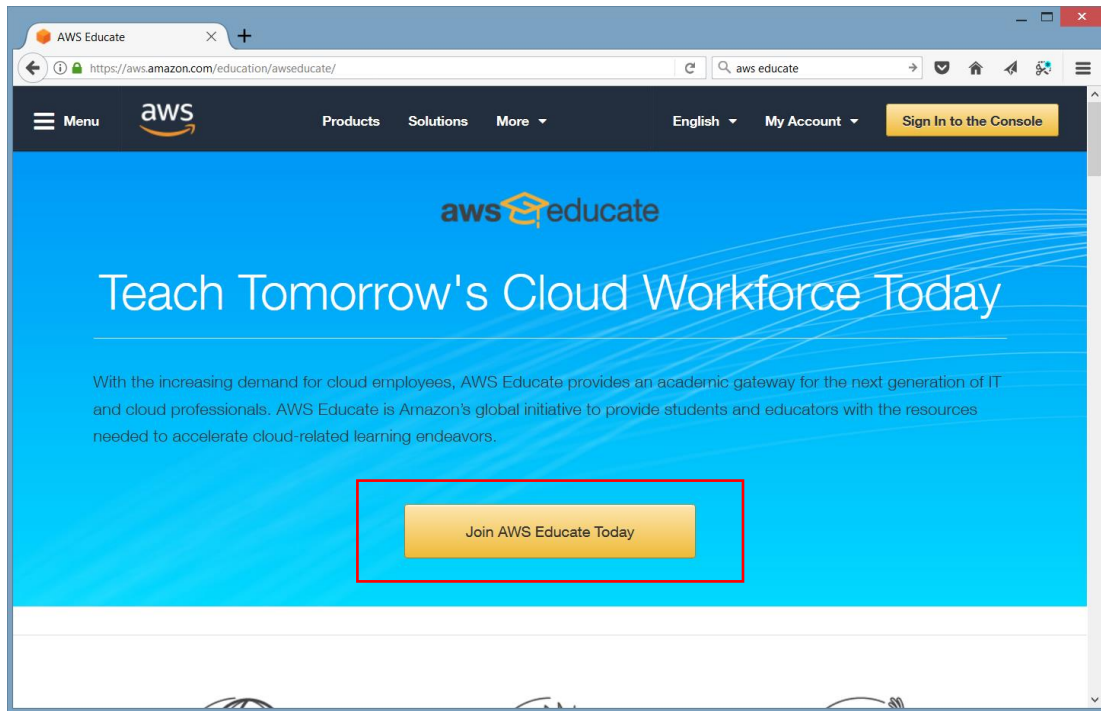 AWS Educate
https://aws.amazon.com/education/awseducate/
aws educate
Menu
aws
Products
Solutions
More
English
My Account
Sign In to the Console
aws educate
Teach Tomorrow's Cloud Workforce Today
With the increasing demand for cloud employees, AWS Educate provides an academic gateway for the next generation of IT
and cloud professionals. AWS Educate is Amazon's global initiative to provide students and educators with the resources
needed to accelerate cloud-related learning endeavors.
Join AWS Educate Today